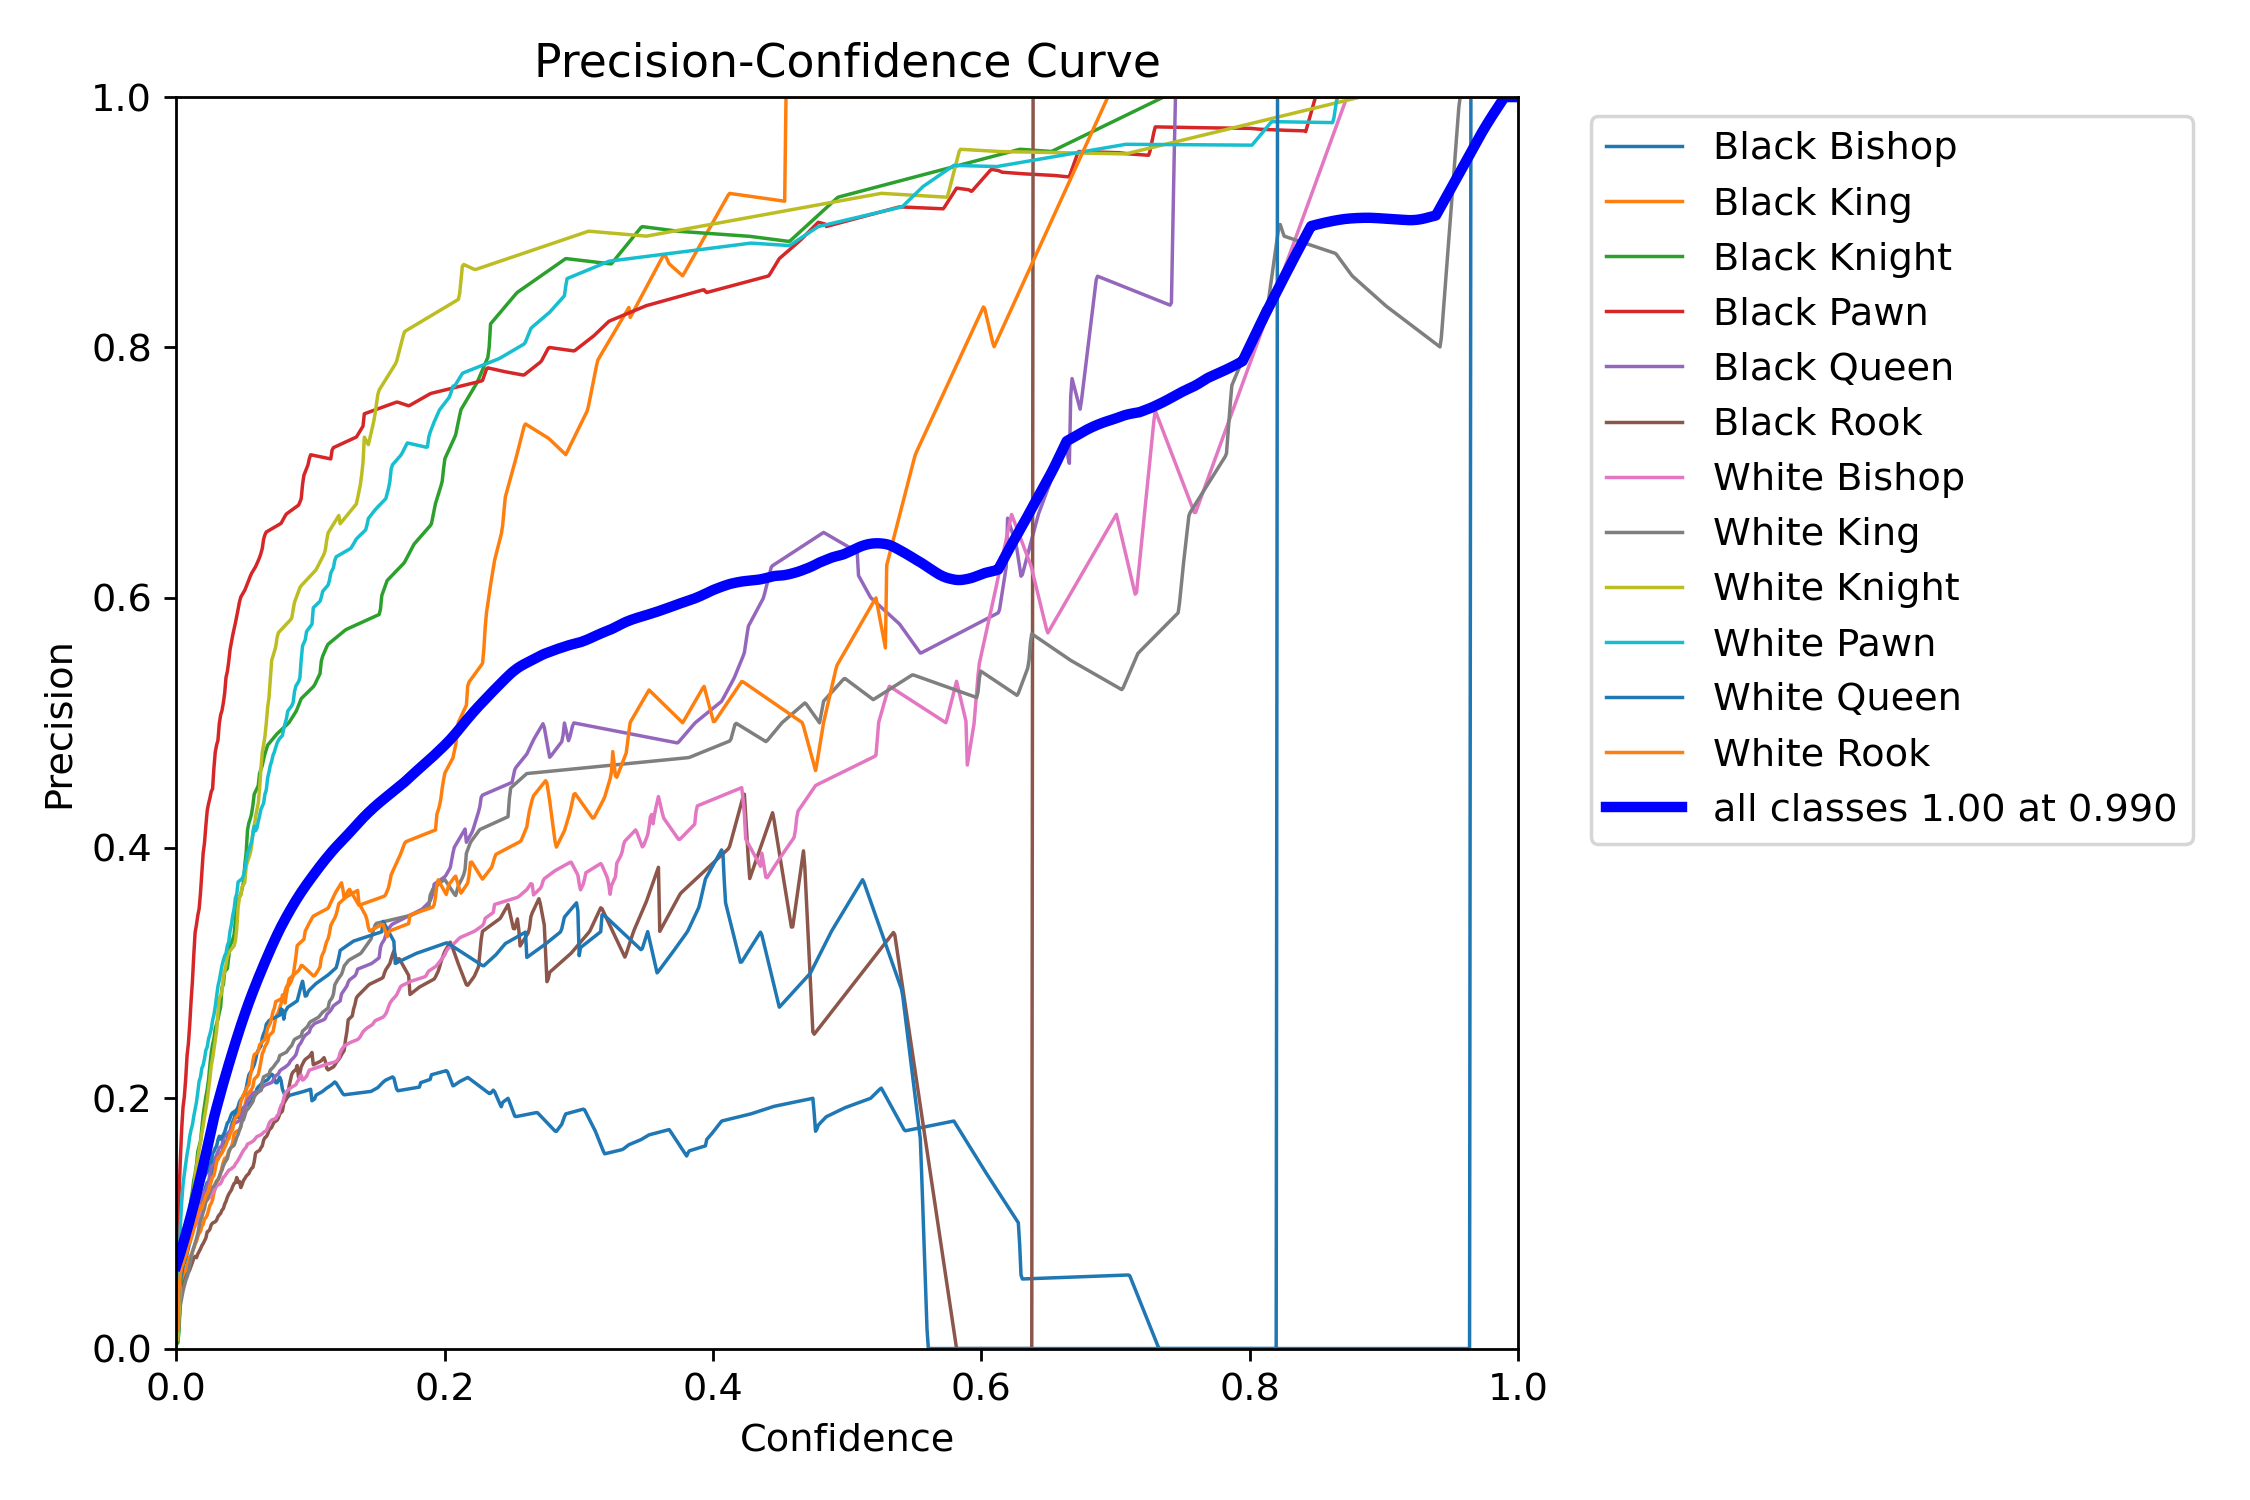 Precision-Confidence Curve
1.0
0.8
0.6
0.4
0.2
0.0
Precision
0.0 0.2 0.4 0.6 0.8 1.0
Confidence
Black Bishop
Black King
Black Knight
Black Pawn
Black Queen
Black Rook
White Bishop
White King
White Knight
White Pawn
White Queen
White Rook
all classes 1.00 at 0.990